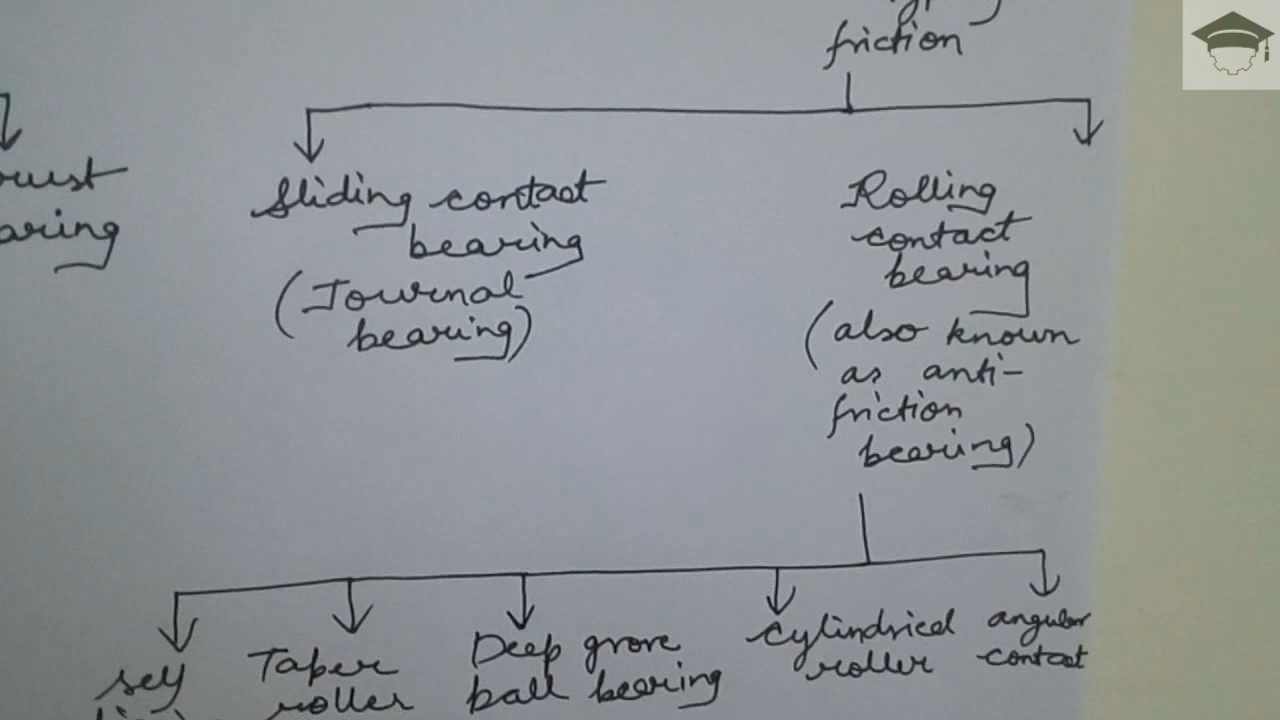 friction
Sliding contact
bearing
(Journal
bearing)
Rolling
contact
bearing
(also known
as anti-
friction
bearing)
self
Taper
roller
Deep grove
ball bearing
cylindrical
roller
angular
contact